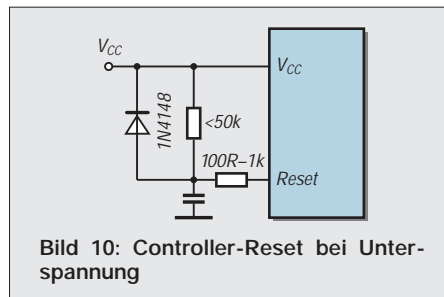 VCC
VCC
1N4148
<50k
100R–1k
Reset
Bild 10: Controller-Reset bei Unter-
spannung